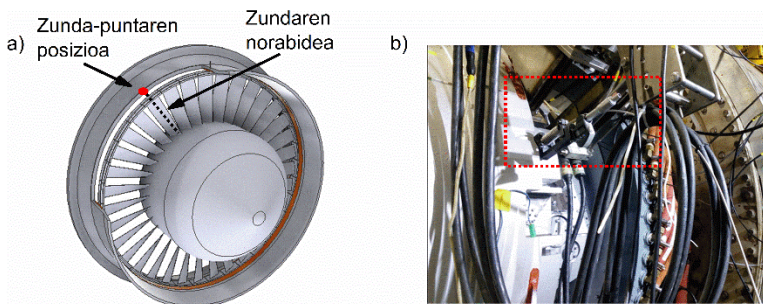 a)
Zunda-puntaren
posizioa
Zundaren
norabidea
b)